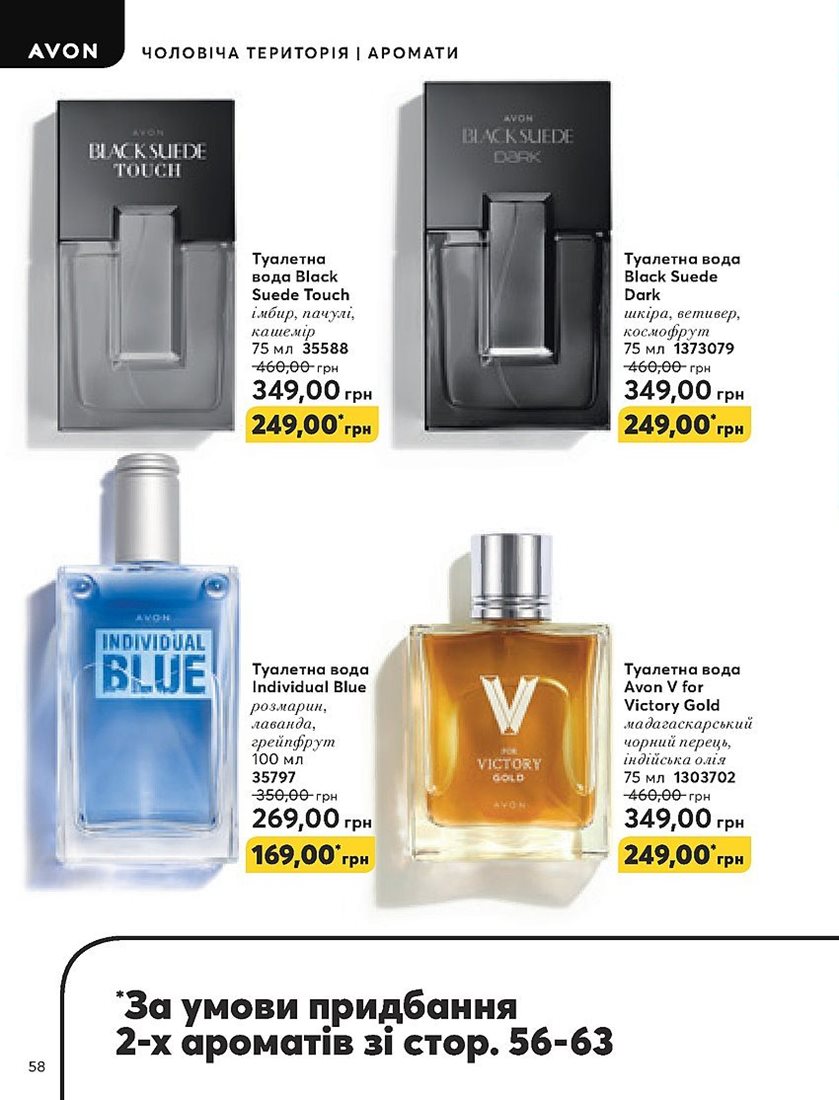 AVON
ЧОЛОВІЧА ТЕРИТОРІЯ | АРОМАТИ
AVON
BLACK SUEDE
TOUCH
Туалетна
вода Black
Suede Touch
імбир, пачулі,
кашемір
75 мл 35588
460,00 грн
349,00 грн
249,00* грн
AVON
BLACK SUEDE
DARK
Туалетна вода
Black Suede
Dark
шкіра, ветивер,
космофрут
75 мл 1373079
460,00 грн
349,00 грн
249,00* грн
AVON
INDIVIDUAL
BLUE
Туалетна вода
Individual Blue
розмарин,
лаванда,
грейпфрут
100 мл
35797
350,00 грн
269,00 грн
169,00* грн
V
FOR
VICTORY
GOLD
AVON
Туалетна вода
Avon V for
Victory Gold
мадагаскарський
чорний перець,
індійська олія
75 мл 1303702
460,00 грн
349,00 грн
249,00* грн
*За умови придбання
2-х ароматів зі стор. 56-63
58